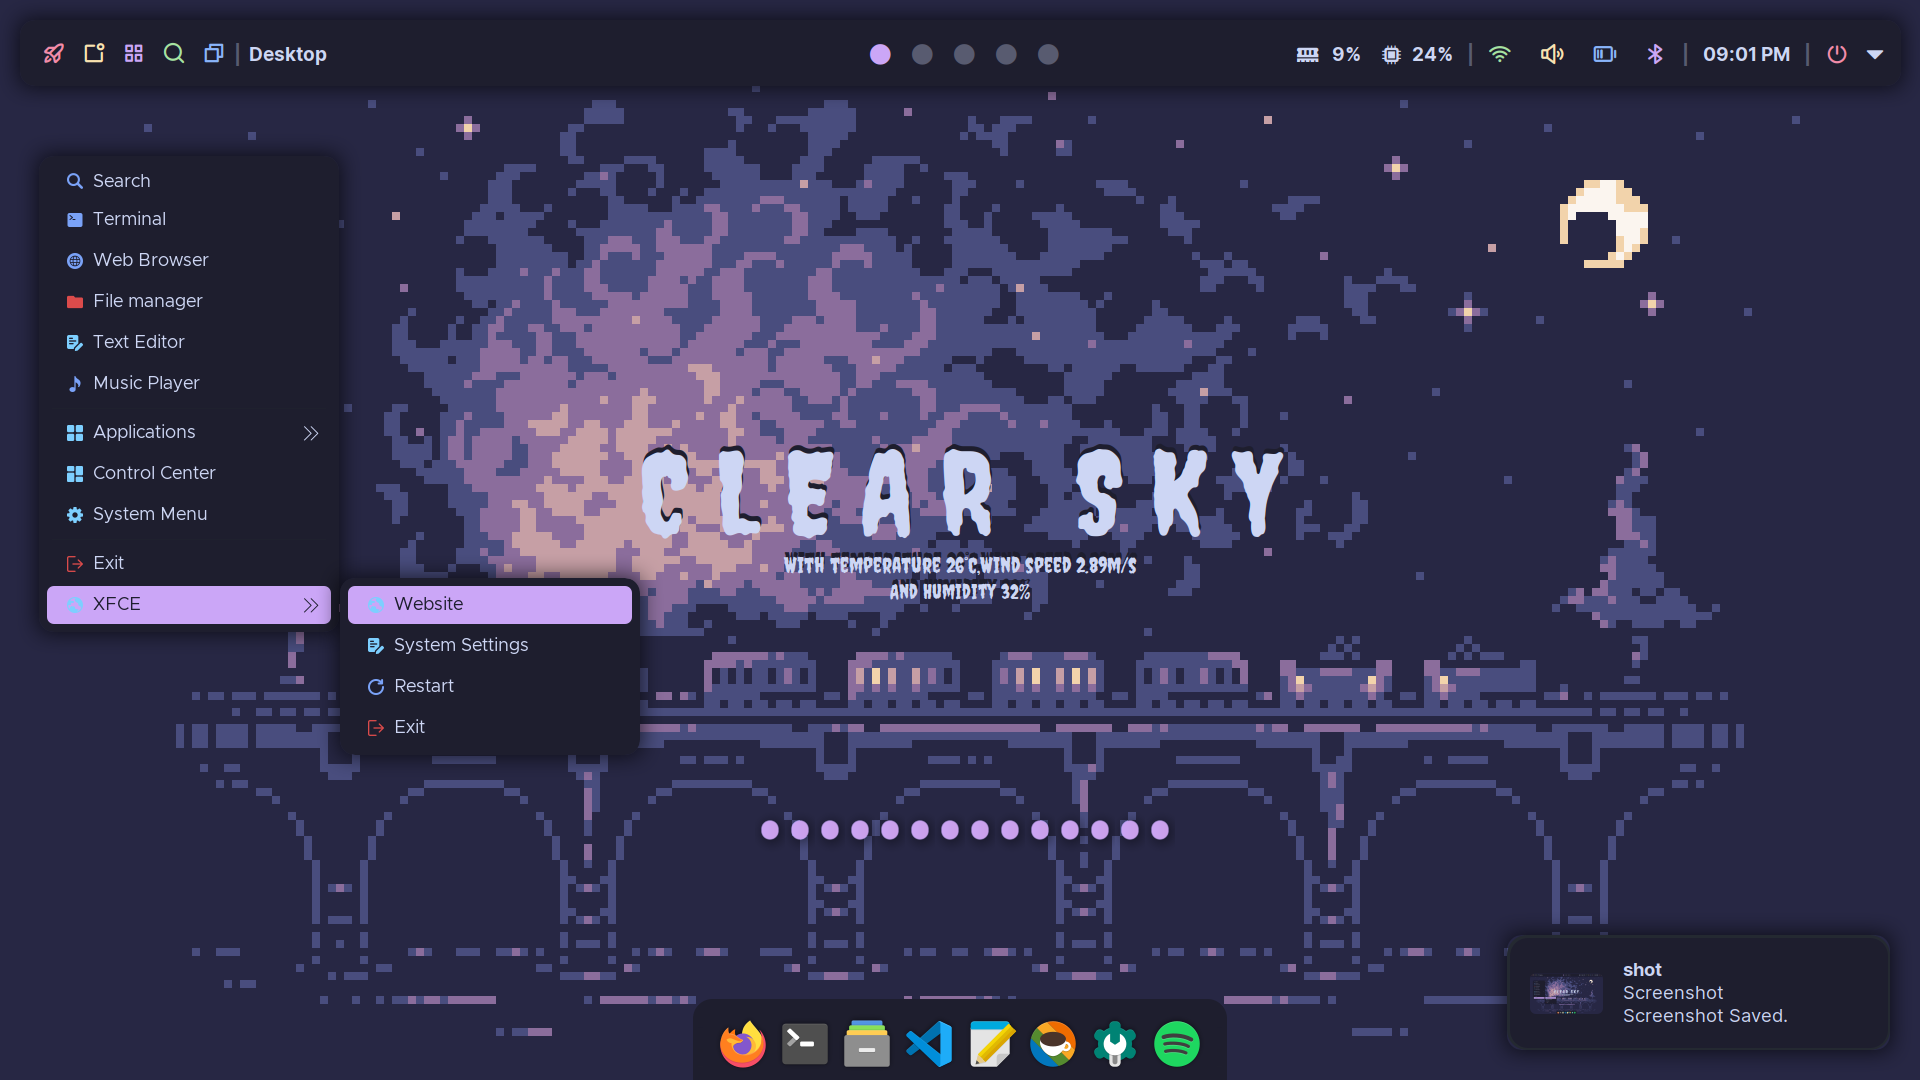 Desktop
9%
24%
09:01 PM
Search
Terminal
Web Browser
File manager
Text Editor
Music Player
Applications
Control Center
System Menu
Exit
XFCE
Website
System Settings
Restart
Exit
CLEAR SKY
WITH TEMPERATURE 26°C,WIND SPEED 2.89M/S
AND HUMIDITY 32%
shot
Screenshot
Screenshot Saved.